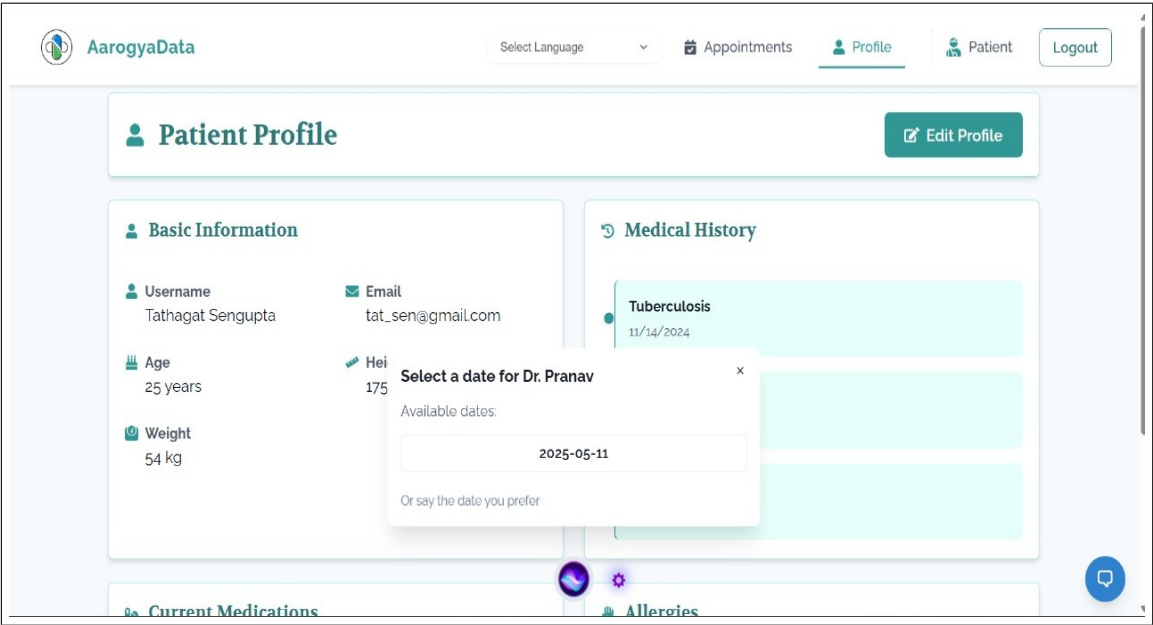 AarogyaData
Select Language
Appointments
Profile
Patient
Logout
Patient Profile
Edit Profile
Basic Information
Username
Tathagat Sengupta
Email
tat_sen@gmail.com
Age
25 years
Hei
175
Weight
54 kg
Medical History
Tuberculosis
11/14/2024
Select a date for Dr. Pranav
x
Available dates:
2025-05-11
Or say the date you prefer
Current Medications
Allergies